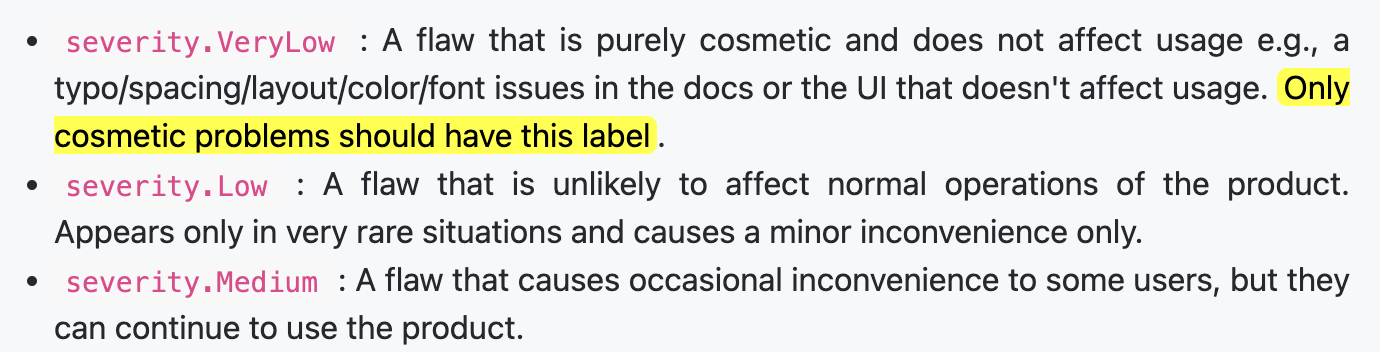 • severity.VeryLow : A flaw that is purely cosmetic and does not affect usage e.g., a
typo/spacing/layout/color/font issues in the docs or the UI that doesn't affect usage. Only
cosmetic problems should have this label.
• severity.Low : A flaw that is unlikely to affect normal operations of the product.
Appears only in very rare situations and causes a minor inconvenience only.
• severity.Medium : A flaw that causes occasional inconvenience to some users, but they
can continue to use the product.